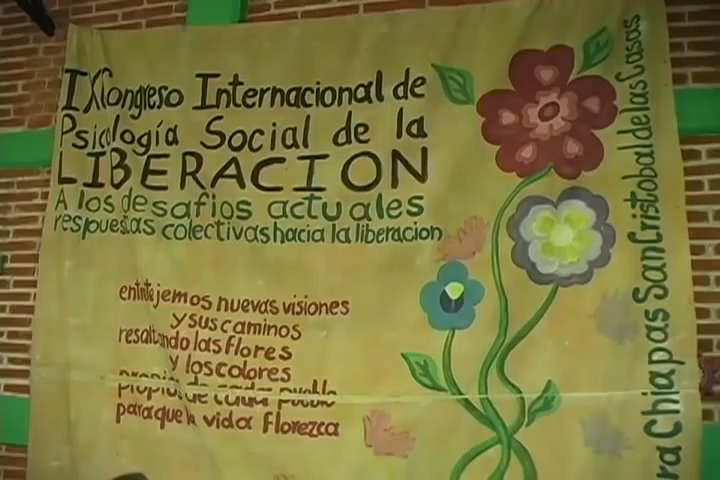 IX Congreso Internacional de
Psicología Social de la
LIBERACION
A los desafios actuales
respuestas colectivas hacia la liberacion
entretejemos nuevas visiones
y sus caminos
resaltando las flores
y los colores
propios de cada pueblo
para que la vida florezca
ra Chiapas San Cristobal de las Casas